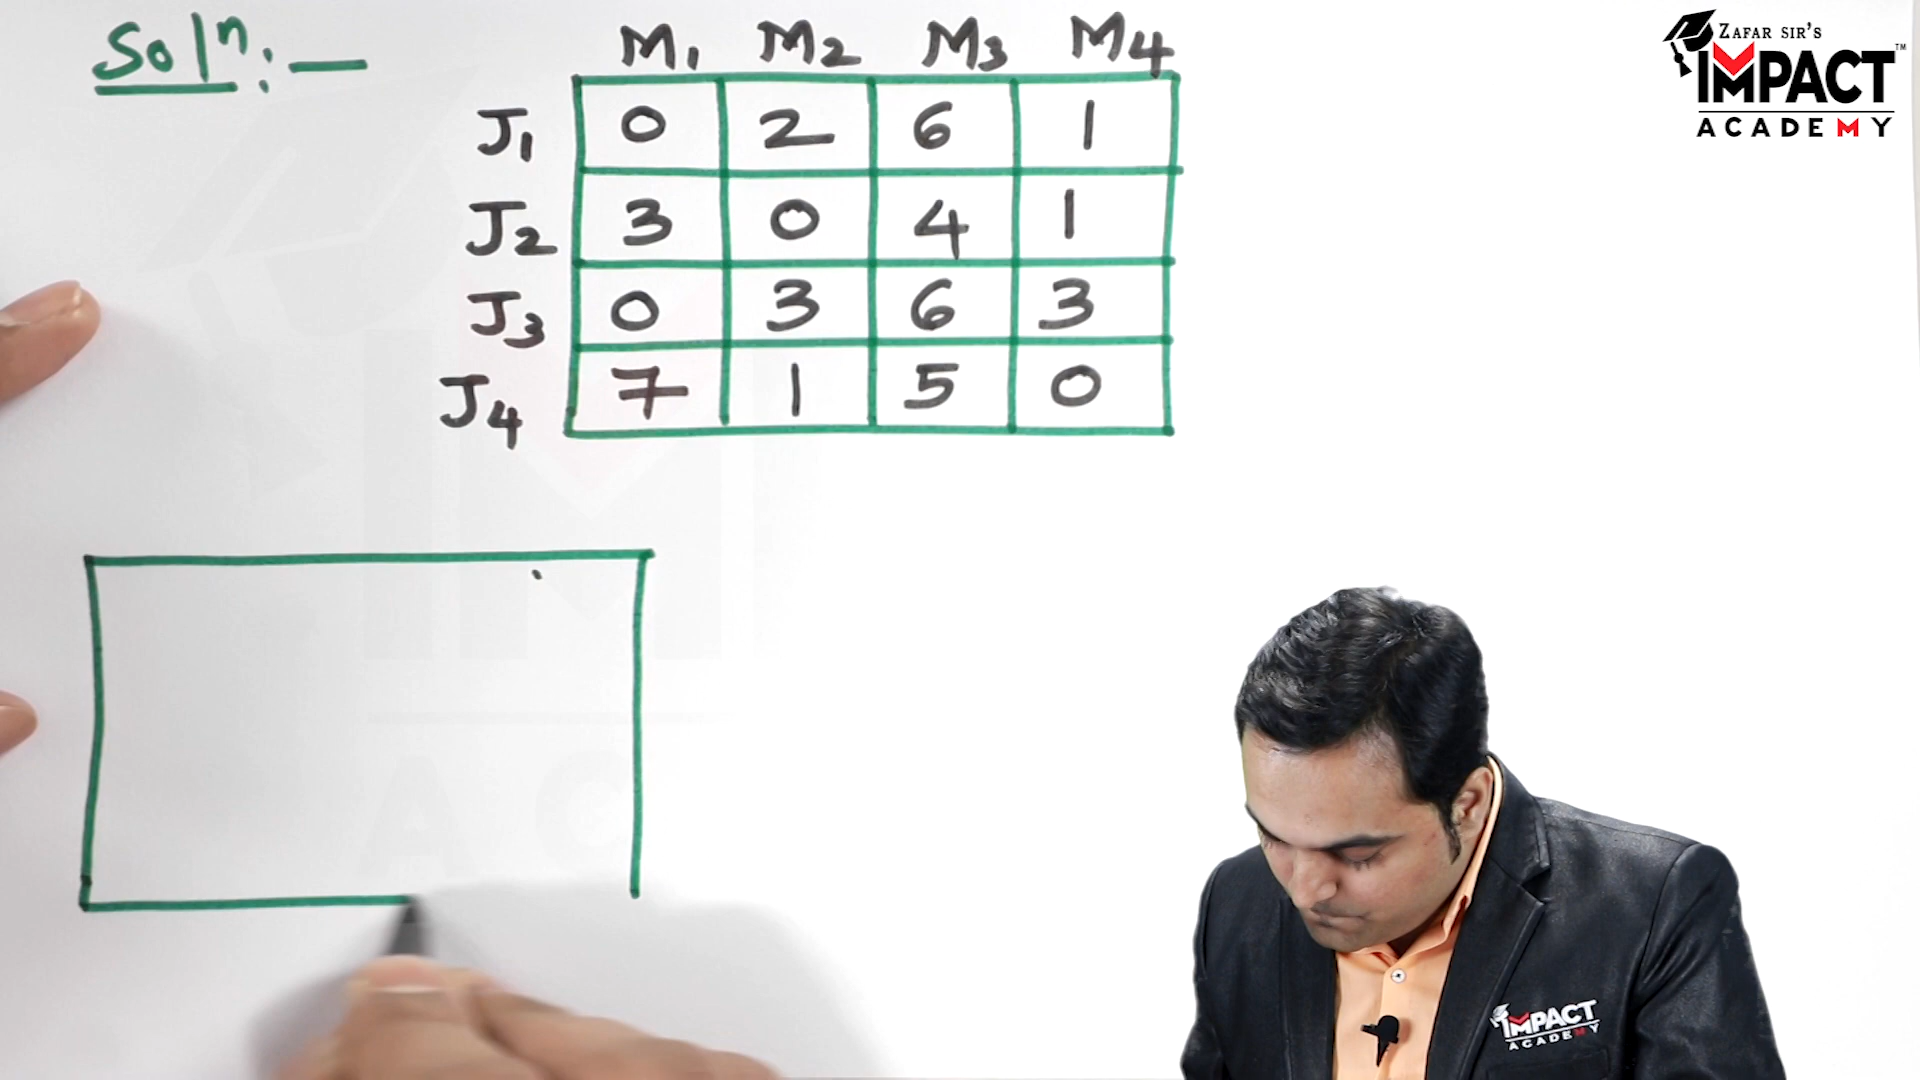 Solⁿ:—
M₁ M₂ M₃ M₄
J₁ 0 2 6 1
J₂ 3 0 4 1
J₃ 0 3 6 3
J₄ 7 1 5 0
ZAFAR SIR'S
IMPACT™
ACADEMY
IMPACT
ACADEMY